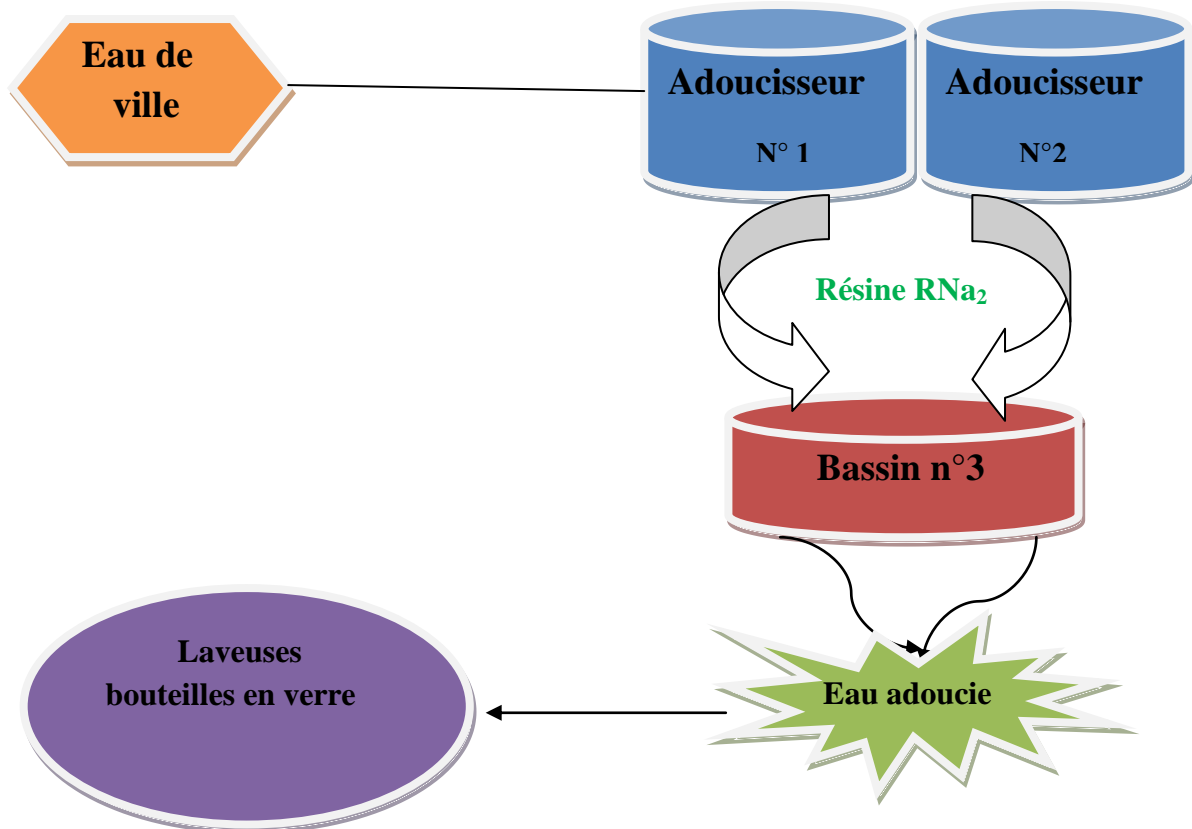 Eau de
ville
Adoucisseur
N° 1
Adoucisseur
N°2
Résine RNa₂
Bassin n°3
Eau adoucie
Laveuses
bouteilles en verre